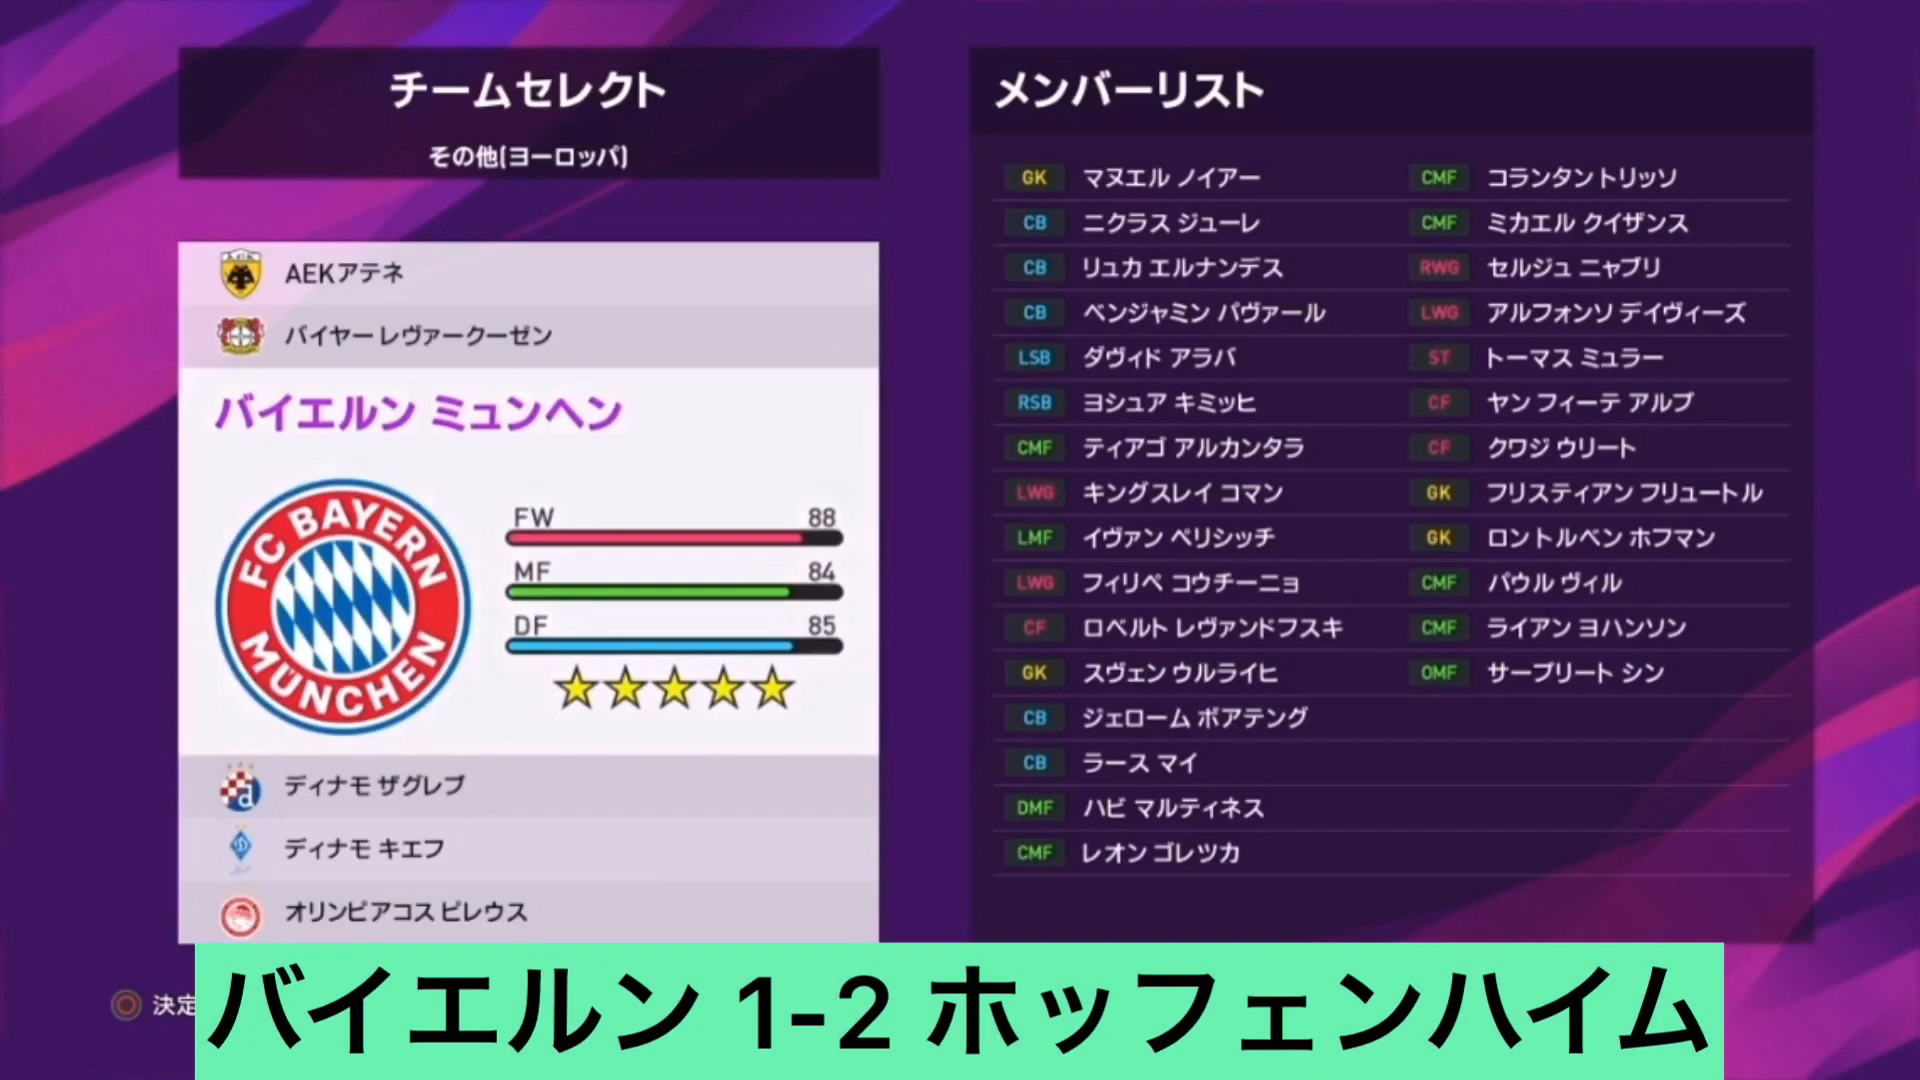 チームセレクト
その他(ヨーロッパ)
AEKアテネ
バイヤー レヴァークーゼン
バイエルン ミュンヘン
FC BAYERN
MÜNCHEN
FW 88
MF 84
DF 85
ディナモ ザグレブ
ディナモ キエフ
オリンピアコス ピレウス
メンバーリスト
GK マヌエル ノイアー
CB ニクラス ジューレ
CB リュカ エルナンデス
CB ベンジャミン パヴァール
LSB ダヴィド アラバ
RSB ヨシュア キミッヒ
CMF ティアゴ アルカンタラ
LWG キングスレイ コマン
LMF イヴァン ペリシッチ
LWG フィリペ コウチーニョ
CF ロベルト レヴァンドフスキ
GK スヴェン ウルライヒ
CB ジェローム ボアテング
CB ラース マイ
DMF ハビ マルティネス
CMF レオン ゴレツカ
CMF コランタン トリッソ
CMF ミカエル クイザンス
RWG セルジュ ニャブリ
LWG アルフォンソ デイヴィーズ
ST トーマス ミュラー
CF ヤン フィーテ アルプ
CF クワジ ウリート
GK フリスティアン フリュートル
GK ロントルベン ホフマン
CMF パウル ヴィル
CMF ライアン ヨハンソン
OMF サープリート シン
決定
バイエルン 1-2 ホッフェンハイム